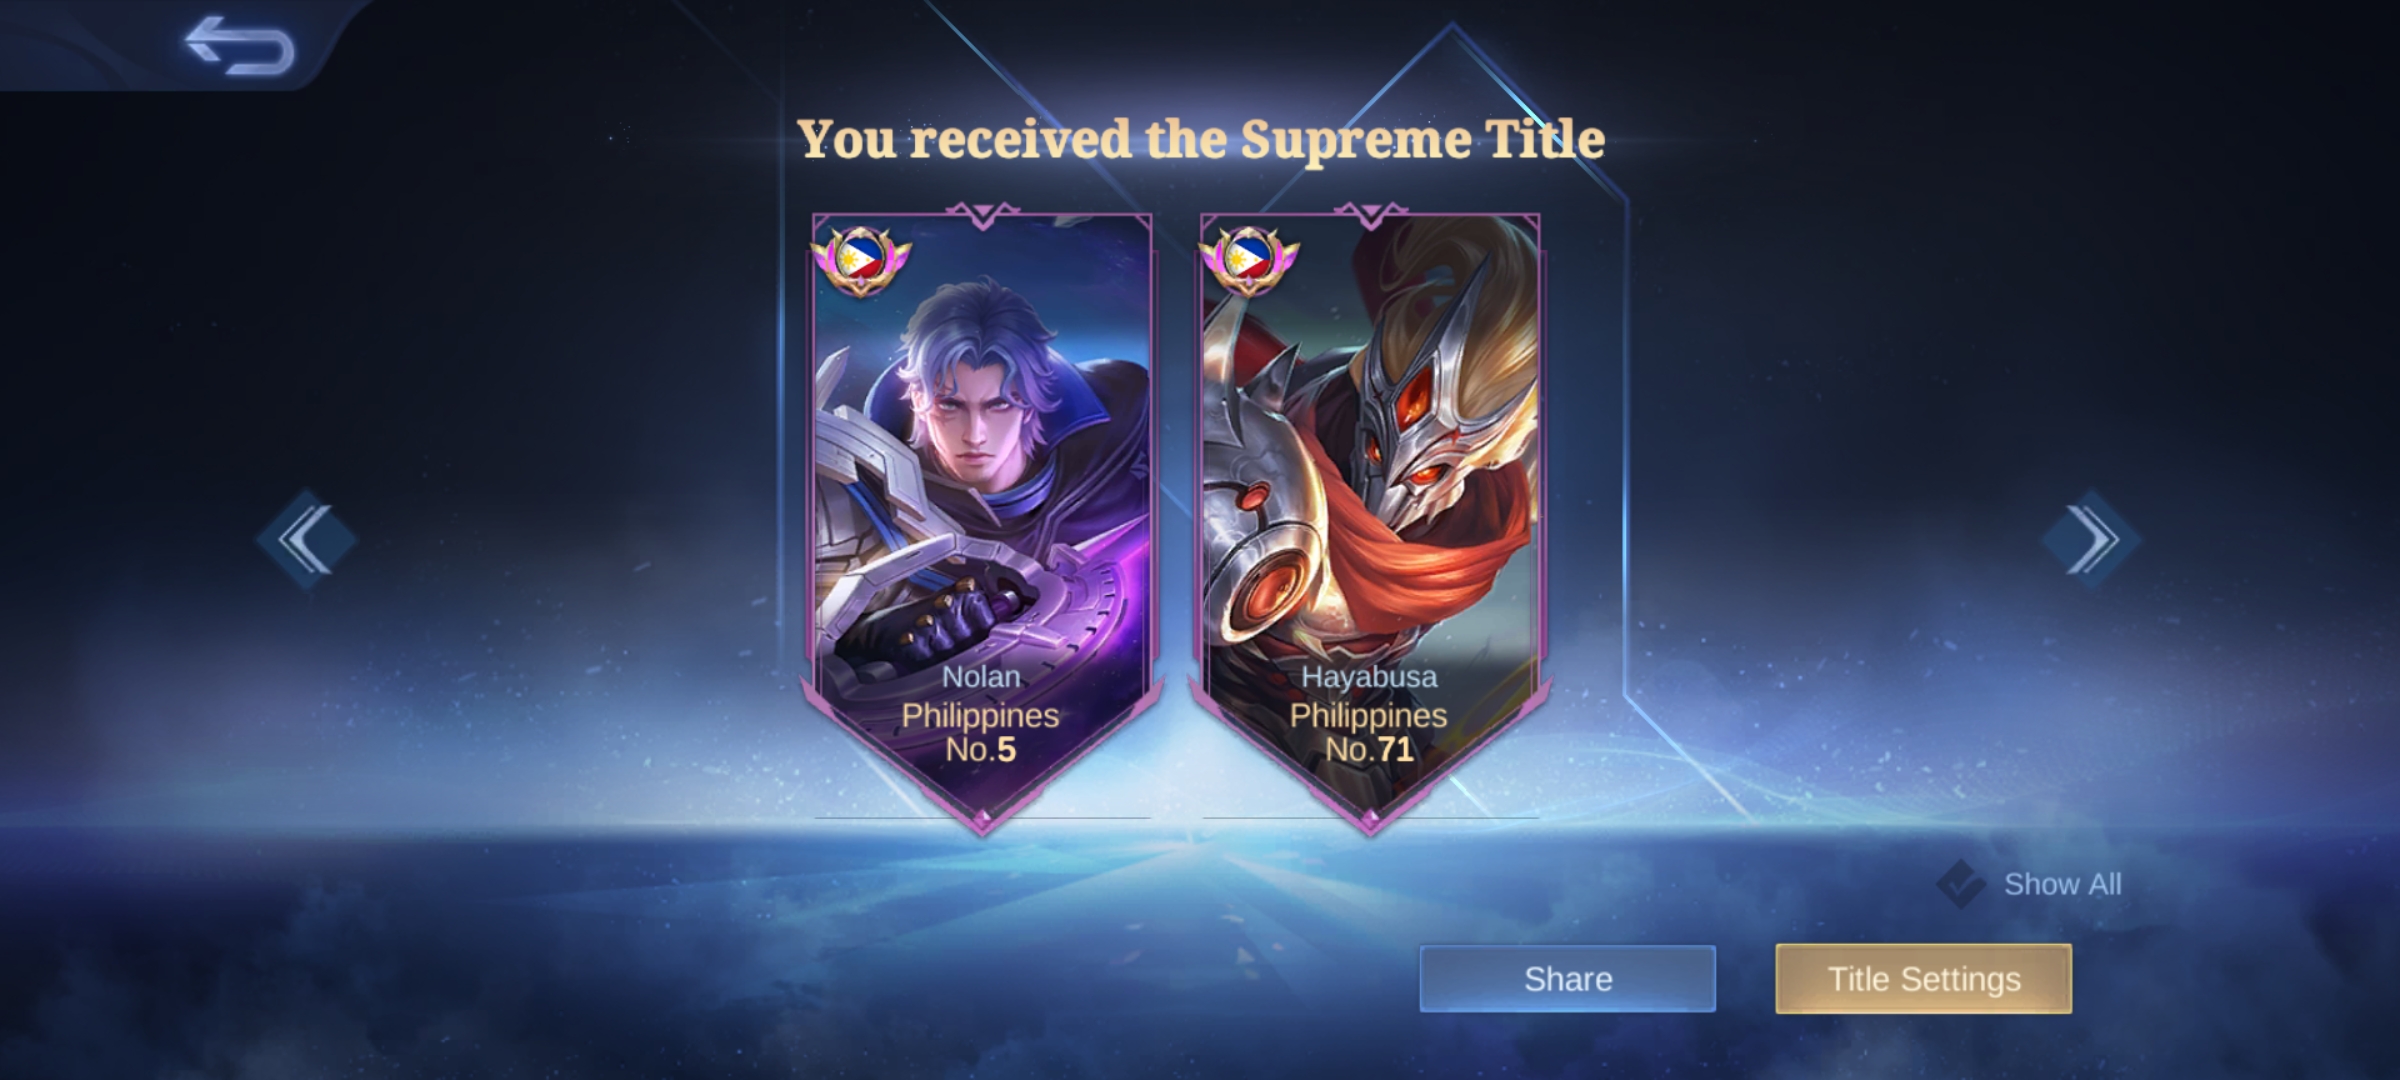 You received the Supreme Title
Nolan
Philippines
No.5
Hayabusa
Philippines
No.71
Show All
Share
Title Settings